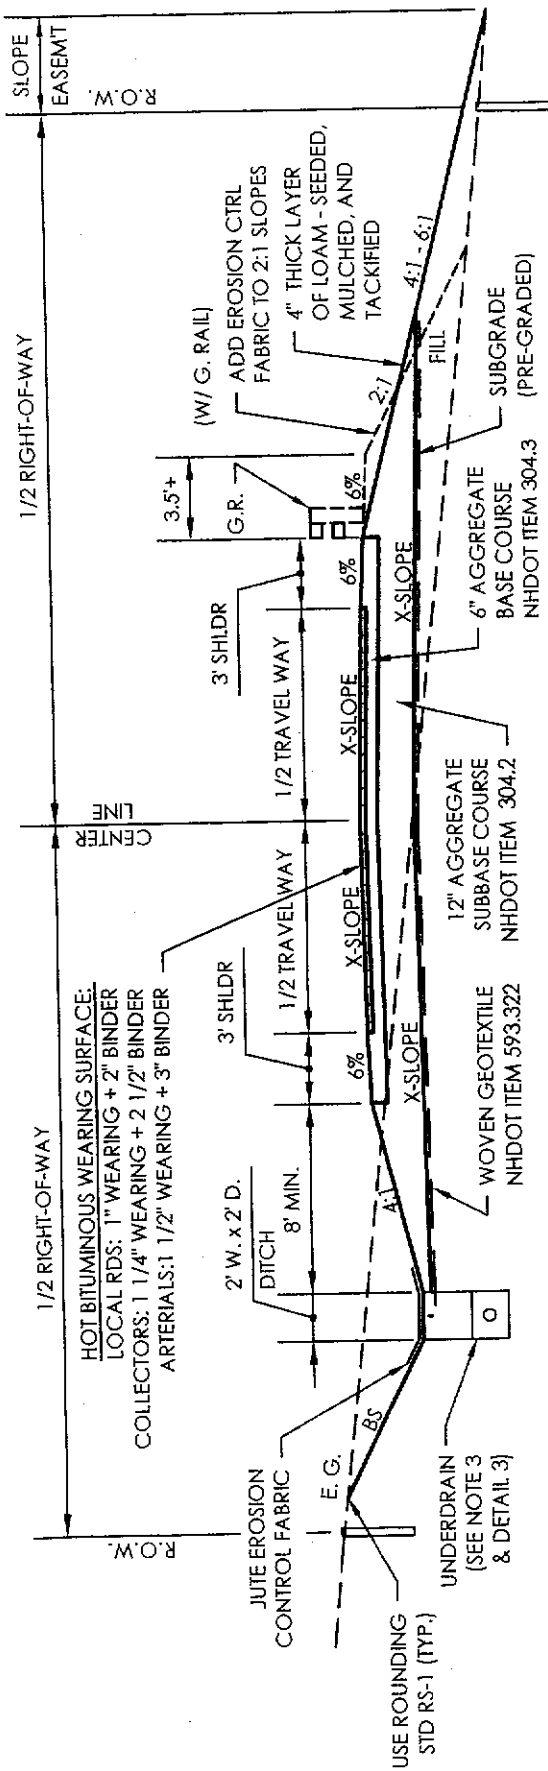 1/2 RIGHT-OF-WAY
1/2 RIGHT-OF-WAY
SLOPE
EASEM'T
R.O.W.
R.O.W.
HOT BITUMINOUS WEARING SURFACE:
LOCAL RDS: 1" WEARING + 2" BINDER
COLLECTORS: 1 1/4" WEARING + 2 1/2" BINDER
ARTERIALS:1 1/2" WEARING + 3" BINDER
CENTER
LINE
JUTE EROSION
CONTROL FABRIC
2' W. x 2' D.
DITCH
8' MIN.
3' SHLDR
1/2 TRAVEL WAY
1/2 TRAVEL WAY
3' SHLDR
3.5'+
G.R.
(W/ G. RAIL)
ADD EROSION CTRL
FABRIC TO 2:1 SLOPES
4" THICK LAYER
OF LOAM - SEEDED,
MULCHED, AND
TACKIFIED
E. G.
BS
4:1
6%
X-SLOPE
X-SLOPE
6%
6%
2:1
4:1 - 6:1
FILL
X-SLOPE
X-SLOPE
USE ROUNDING
STD RS-1 (TYP.)
UNDERDRAIN
(SEE NOTE 3
& DETAIL 3)
WOVEN GEOTEXTILE
NHDOT ITEM 593.322
12" AGGREGATE
SUBBASE COURSE
NHDOT ITEM 304.2
6" AGGREGATE
BASE COURSE
NHDOT ITEM 304.3
SUBGRADE
(PRE-GRADED)